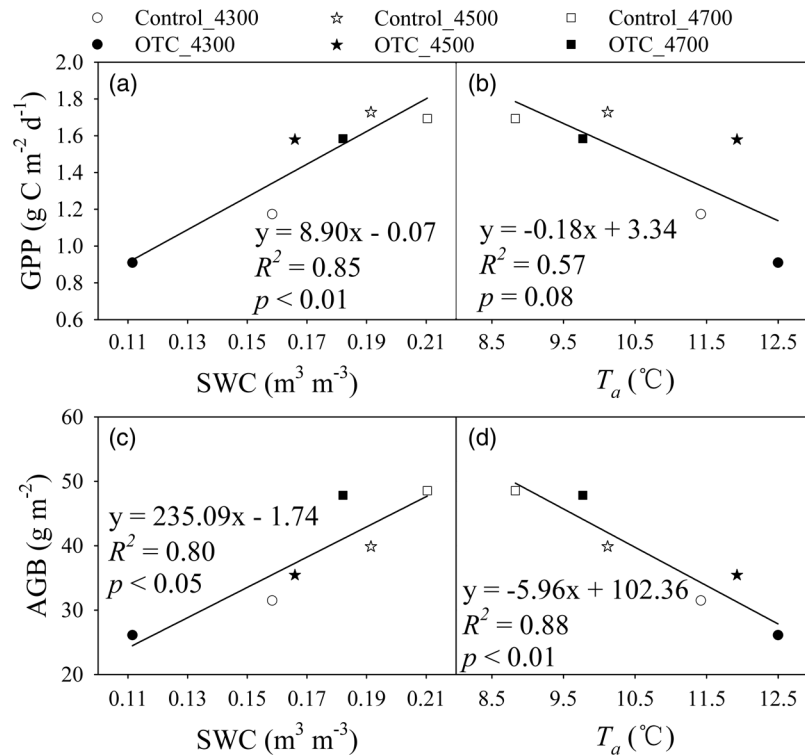 Control_4300 Control_4500 Control_4700
OTC_4300 OTC_4500 OTC_4700
(a)
GPP (g C m⁻² d⁻¹)
2.0
1.8
1.6
1.4
1.2
1.0
0.8
0.6
y = 8.90x - 0.07
R² = 0.85
p < 0.01
0.11 0.13 0.15 0.17 0.19 0.21
SWC (m³ m⁻³)
(b)
y = -0.18x + 3.34
R² = 0.57
p = 0.08
8.5 9.5 10.5 11.5 12.5
Tₐ (℃)
(c)
AGB (g m⁻²)
60
50
40
30
20
y = 235.09x - 1.74
R² = 0.80
p < 0.05
0.11 0.13 0.15 0.17 0.19 0.21
SWC (m³ m⁻³)
(d)
y = -5.96x + 102.36
R² = 0.88
p < 0.01
8.5 9.5 10.5 11.5 12.5
Tₐ (℃)